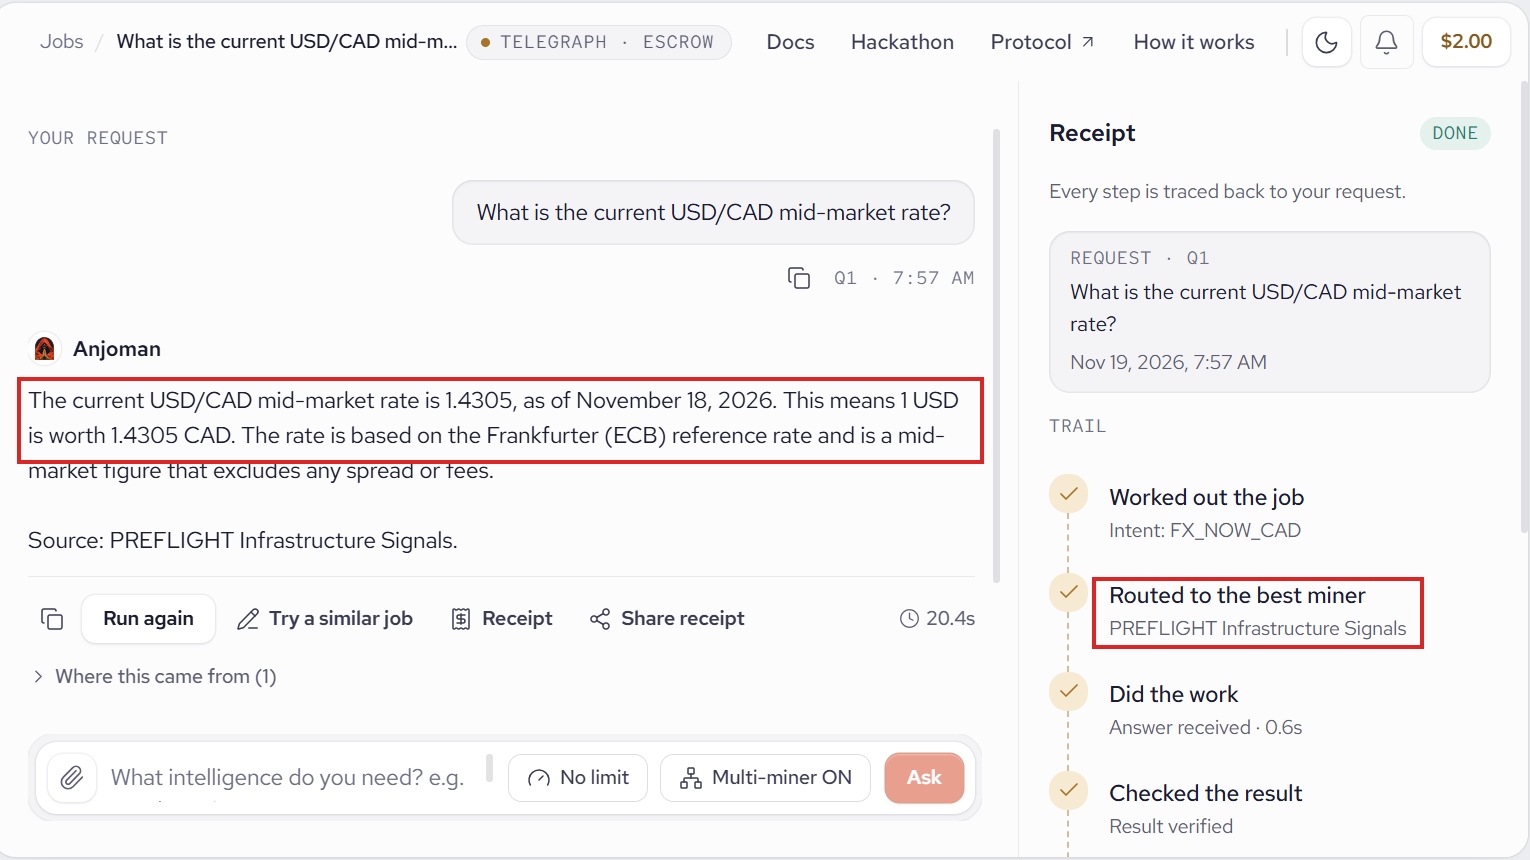 Jobs / What is the current USD/CAD mid-m... TELEGRAPH · ESCROW Docs Hackathon Protocol ↗ How it works $2.00
YOUR REQUEST
What is the current USD/CAD mid-market rate?
Q1 · 7:57 AM
Anjoman
The current USD/CAD mid-market rate is 1.4305, as of November 18, 2026. This means 1 USD
is worth 1.4305 CAD. The rate is based on the Frankfurter (ECB) reference rate and is a mid-
market figure that excludes any spread or fees.
Source: PREFLIGHT Infrastructure Signals.
Run again Try a similar job Receipt Share receipt 20.4s
Where this came from (1)
What intelligence do you need? e.g. No limit Multi-miner ON Ask
Receipt DONE
Every step is traced back to your request.
REQUEST · Q1
What is the current USD/CAD mid-market
rate?
Nov 19, 2026, 7:57 AM
TRAIL
Worked out the job
Intent: FX_NOW_CAD
Routed to the best miner
PREFLIGHT Infrastructure Signals
Did the work
Answer received · 0.6s
Checked the result
Result verified